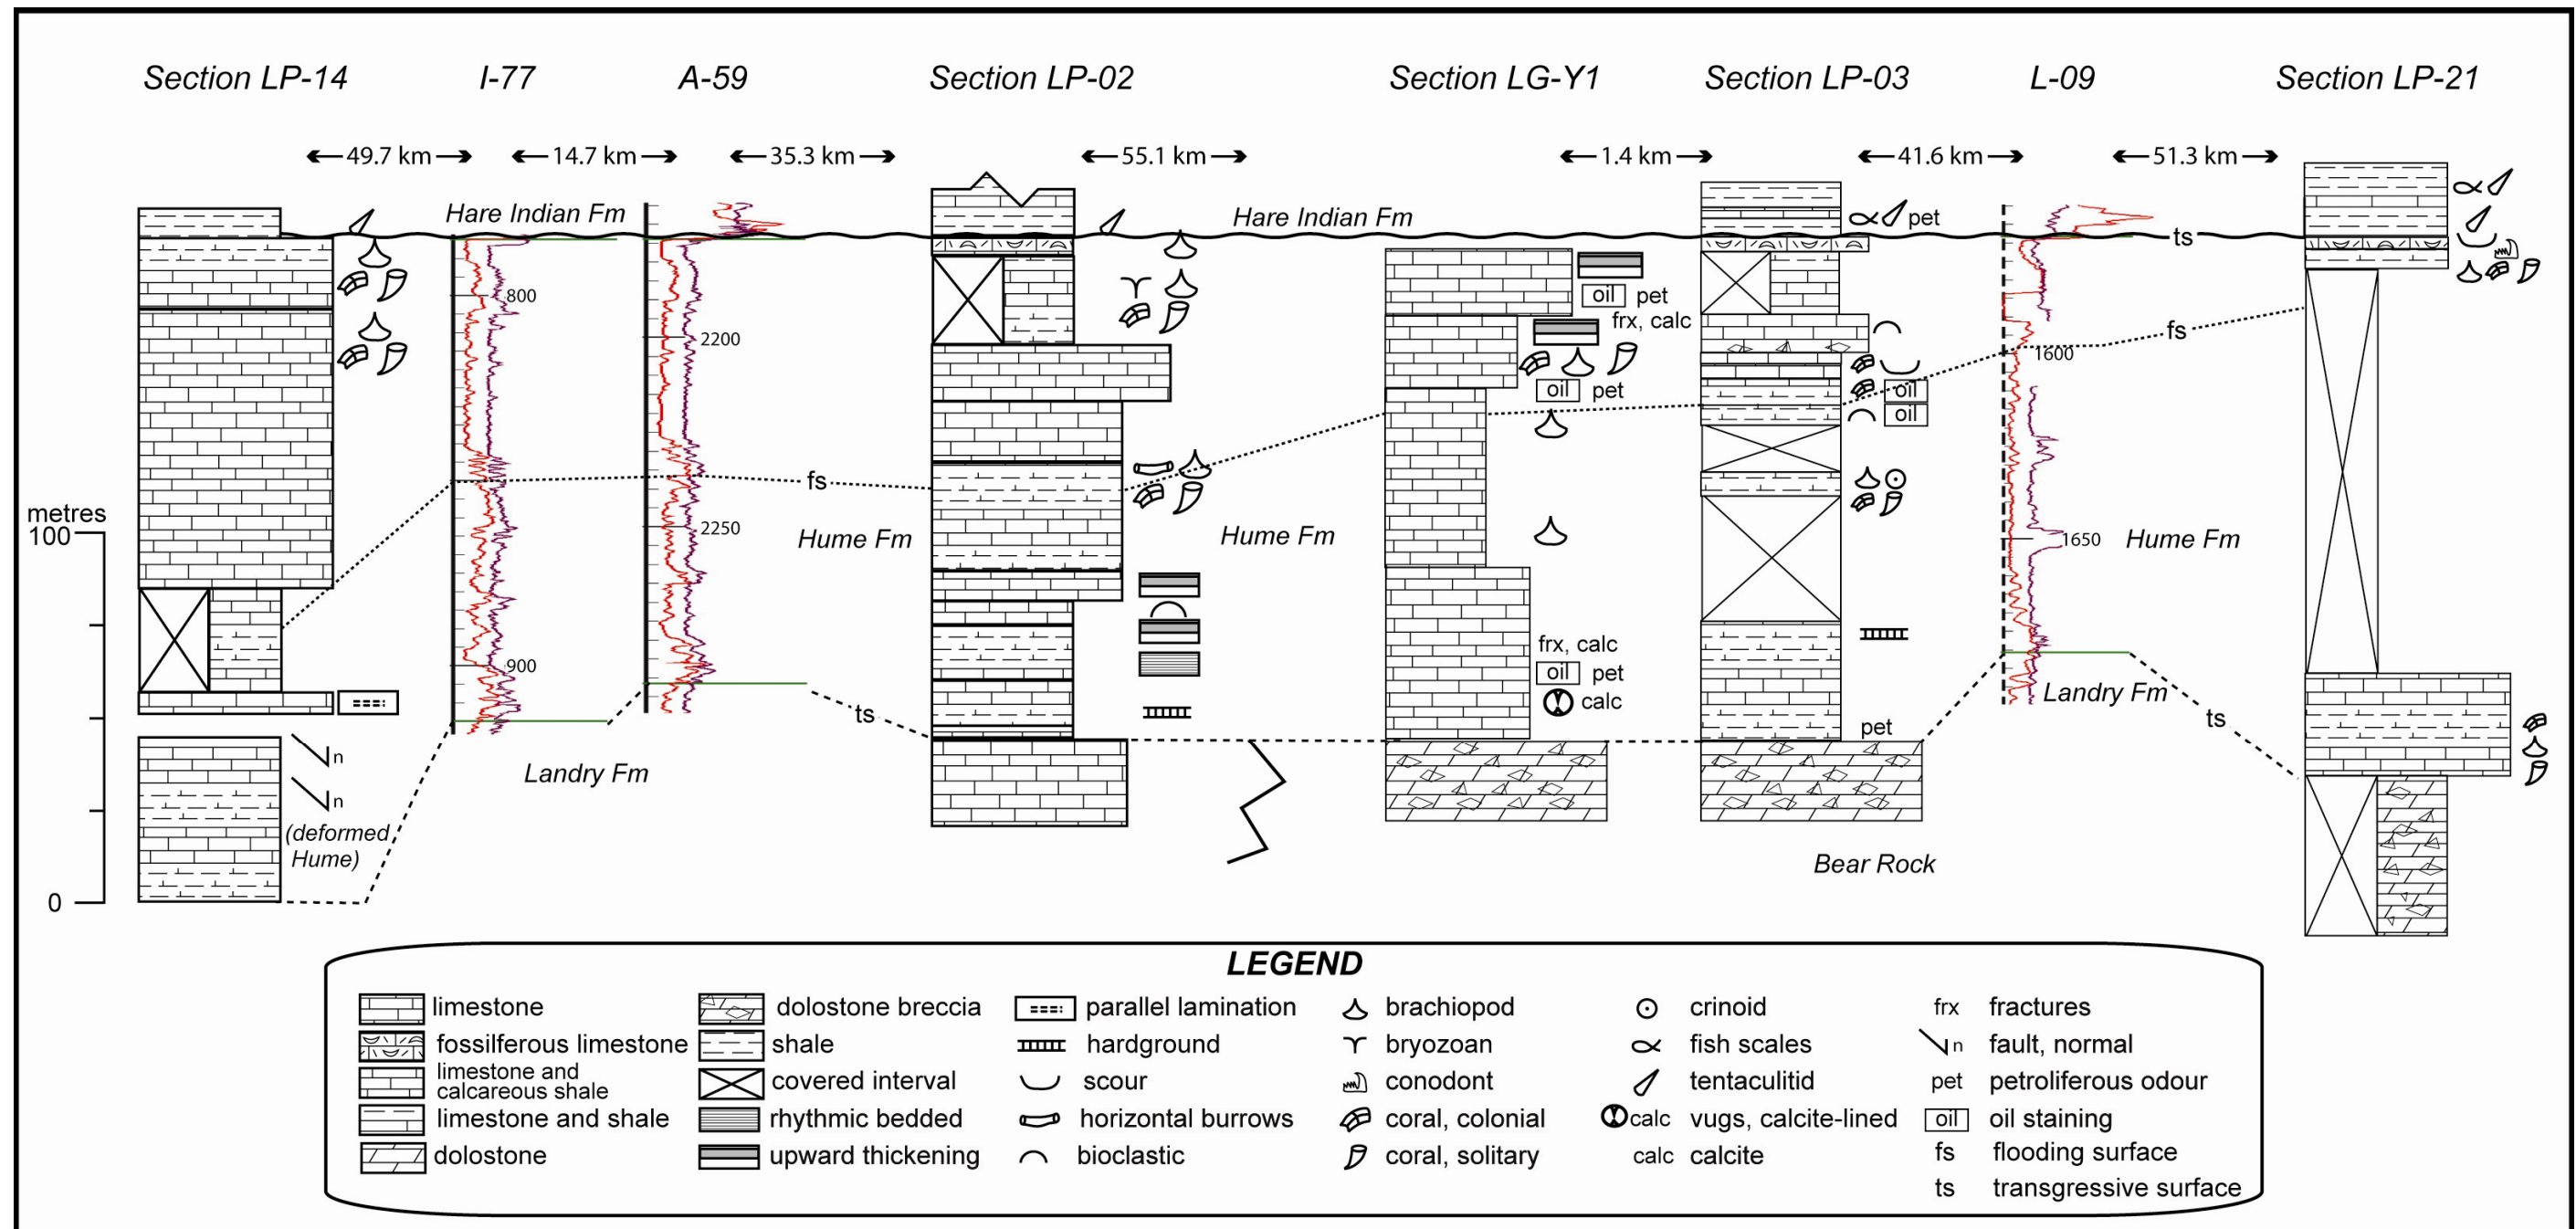 Section LP-14 I-77 A-59 Section LP-02 Section LG-Y1 Section LP-03 L-09 Section LP-21
49.7 km 14.7 km 35.3 km 55.1 km 1.4 km 41.6 km 51.3 km
Hare Indian Fm Hare Indian Fm pet
ts
800 oil pet
frx, calc
2200 fs
1600
oil pet oil
oil
fs
metres
100 2250 Hume Fm Hume Fm 1650 Hume Fm
900 frx, calc
oil pet Landry Fm
calc
ts pet ts
n
Landry Fm
n
(deformed
Hume)
Bear Rock
0
LEGEND
limestone dolostone breccia parallel lamination brachiopod crinoid frx fractures
fossilferous limestone shale hardground bryozoan fish scales n fault, normal
limestone and
calcareous shale covered interval scour conodont tentaculitid pet petroliferous odour
limestone and shale rhythmic bedded horizontal burrows coral, colonial calc vugs, calcite-lined oil oil staining
dolostone upward thickening bioclastic coral, solitary calc calcite fs flooding surface
ts transgressive surface